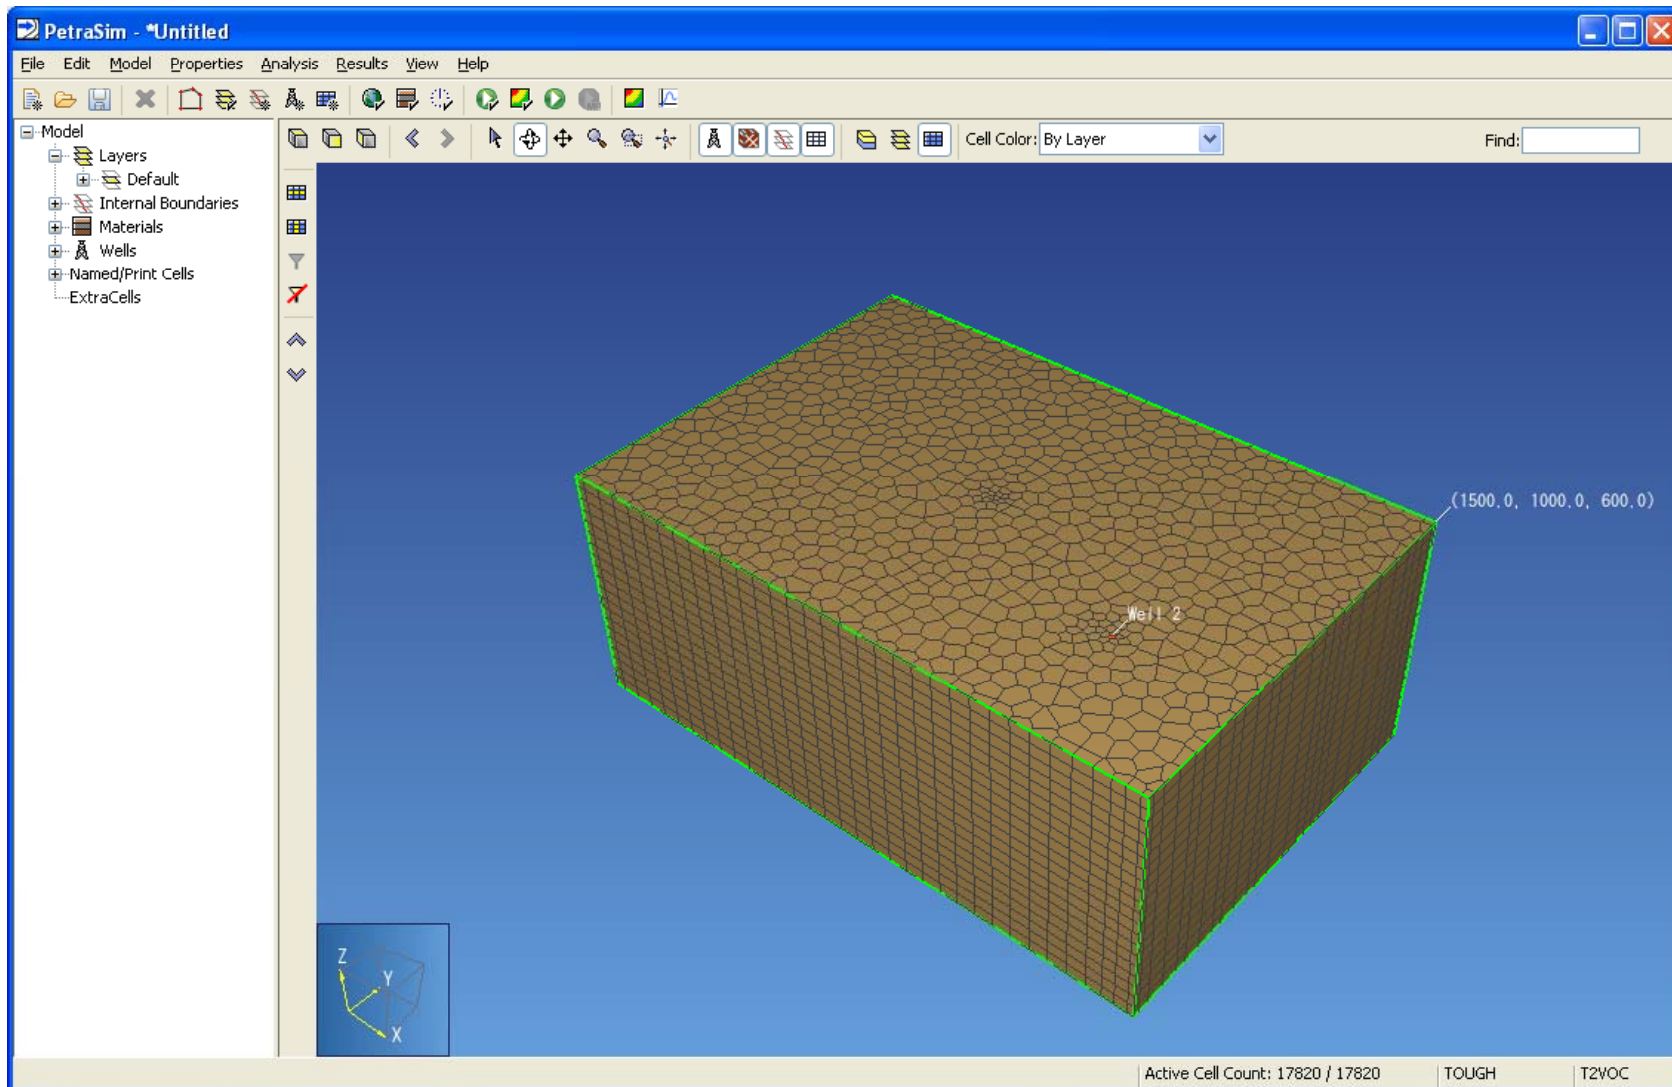 PetraSim - *Untitled
File Edit Model Properties Analysis Results View Help
Cell Color: By Layer Find:
Model
Layers
Default
Internal Boundaries
Materials
Wells
Named/Print Cells
ExtraCells
(1500.0, 1000.0, 600.0)
Well 2
Z
Y
X
Active Cell Count: 17820 / 17820 TOUGH T2VOC